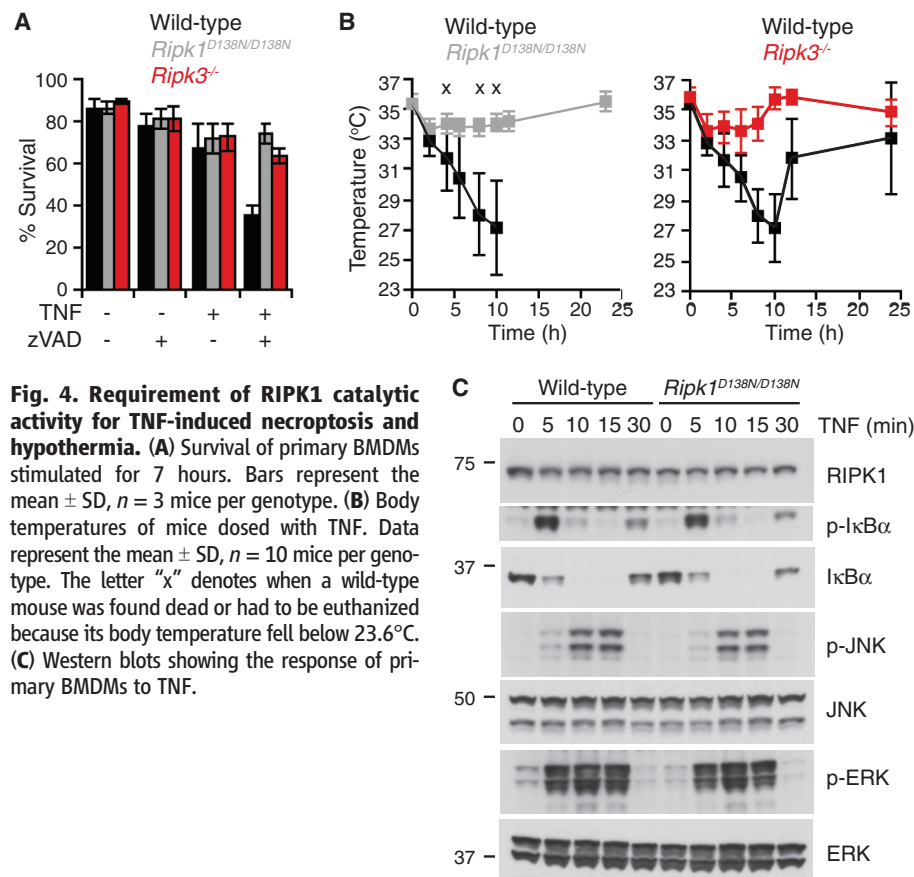 A
Wild-type
Ripk1D138N/D138N
Ripk3-/-
% Survival
100
80
60
40
20
0
TNF - - + +
zVAD - + - +
B
Wild-type
Ripk1D138N/D138N
Temperature (°C)
37
35
33
31
29
27
25
23
x x x
0 5 10 15 20 25
Time (h)
Wild-type
Ripk3-/-
37
35
33
31
29
27
25
23
0 5 10 15 20 25
Time (h)
Fig. 4. Requirement of RIPK1 catalytic
activity for TNF-induced necroptosis and
hypothermia. (A) Survival of primary BMDMs
stimulated for 7 hours. Bars represent the
mean ± SD, n = 3 mice per genotype. (B) Body
temperatures of mice dosed with TNF. Data
represent the mean ± SD, n = 10 mice per geno-
type. The letter “x” denotes when a wild-type
mouse was found dead or had to be euthanized
because its body temperature fell below 23.6°C.
(C) Western blots showing the response of pri-
mary BMDMs to TNF.
C
Wild-type Ripk1D138N/D138N
0 5 10 15 30 0 5 10 15 30 TNF (min)
75
RIPK1
p-IκBα
37
IκBα
p-JNK
50
JNK
p-ERK
37
ERK